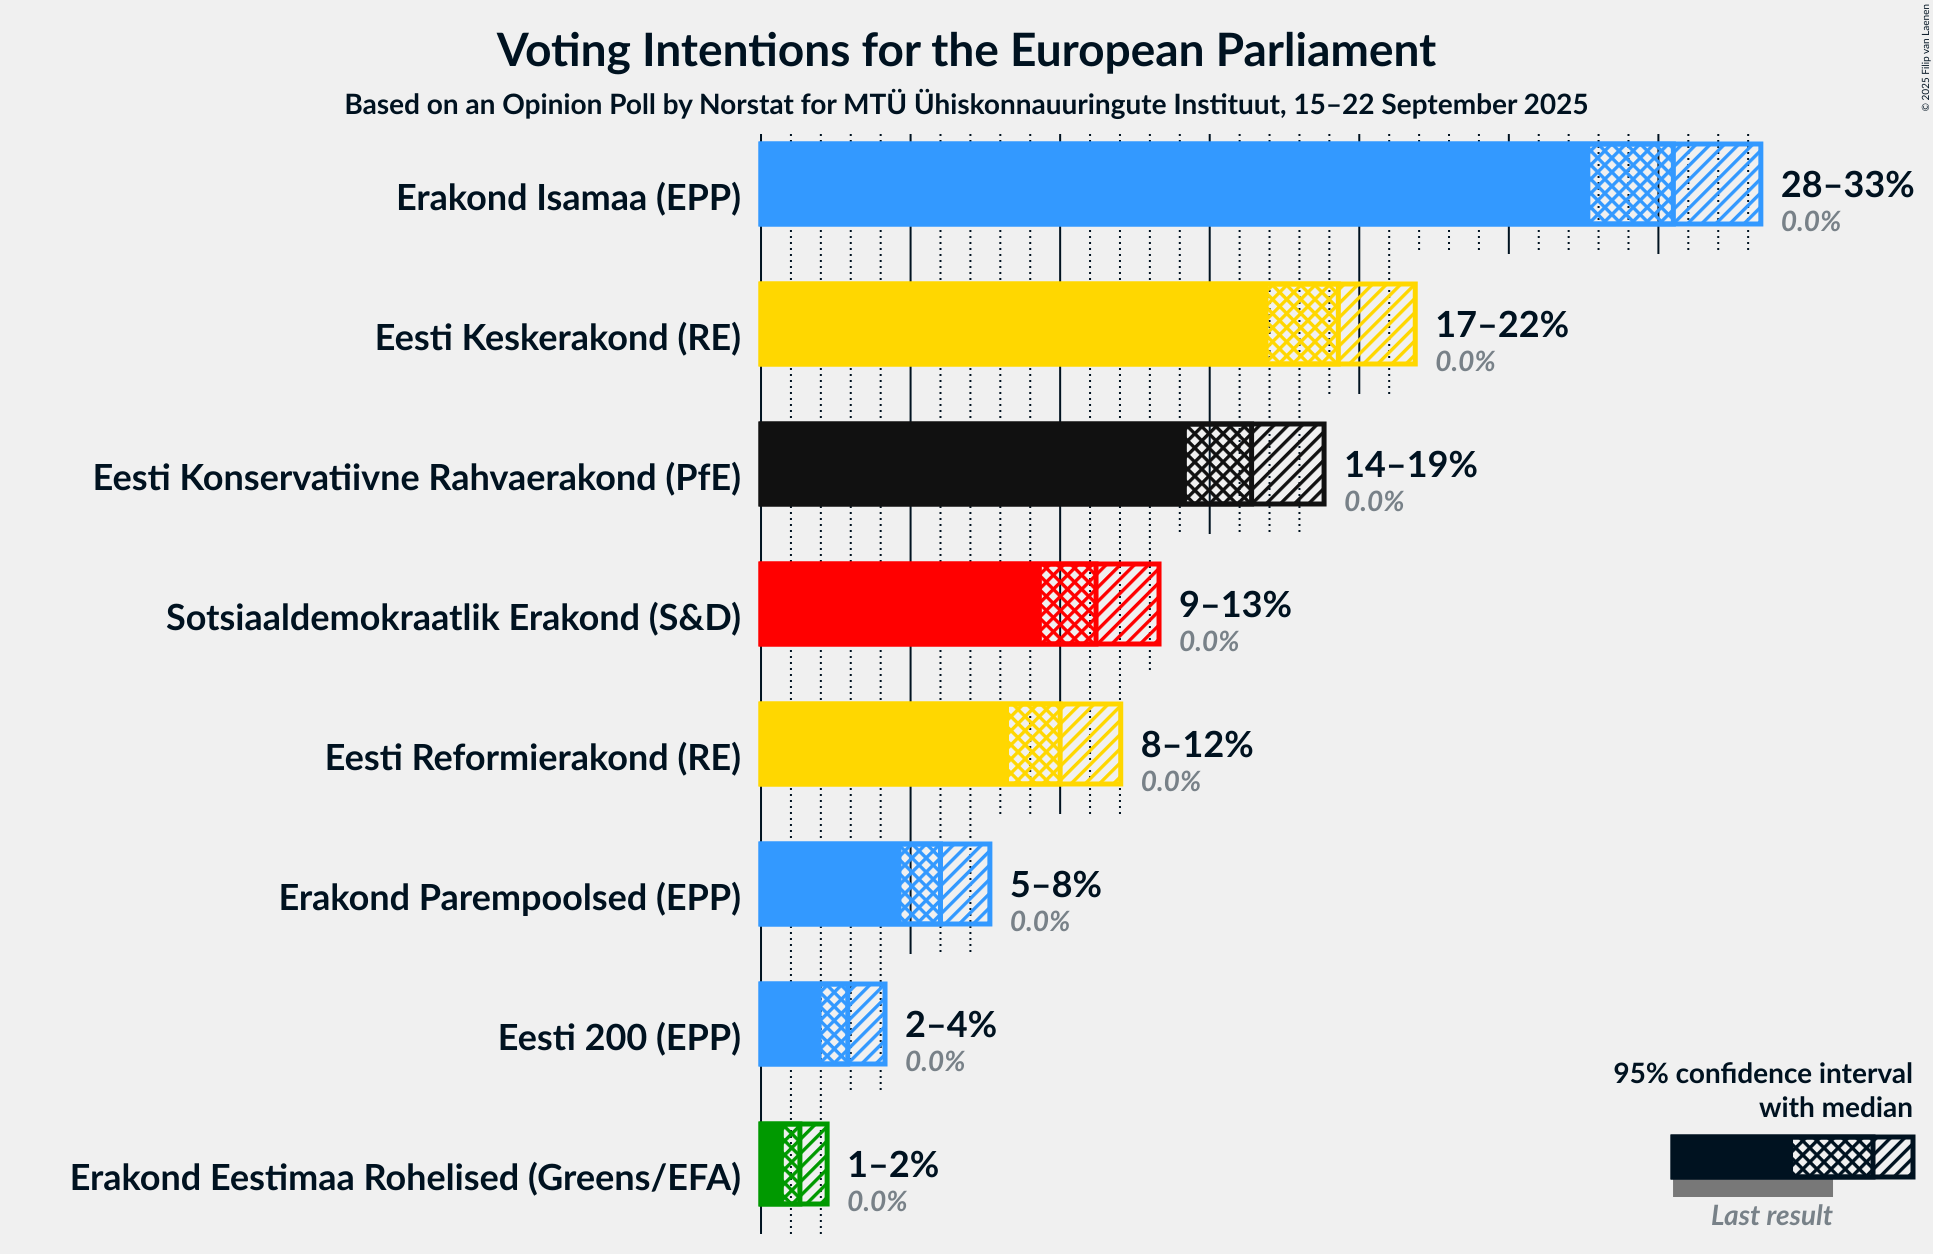 Voting Intentions for the European Parliament
Based on an Opinion Poll by Norstat for MTÜ Ühiskonnauuringute Instituut, 15–22 September 2025
© 2025 Filip van Laenen
Erakond Isamaa (EPP)
28–33%
0.0%
Eesti Keskerakond (RE)
17–22%
0.0%
Eesti Konservatiivne Rahvaerakond (PfE)
14–19%
0.0%
Sotsiaaldemokraatlik Erakond (S&D)
9–13%
0.0%
Eesti Reformierakond (RE)
8–12%
0.0%
Erakond Parempoolsed (EPP)
5–8%
0.0%
Eesti 200 (EPP)
2–4%
0.0%
Erakond Eestimaa Rohelised (Greens/EFA)
1–2%
0.0%
95% confidence interval
with median
Last result